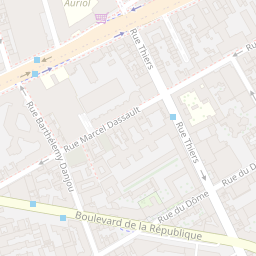 Auriol
Rue Thiers
Rue Marcel Dassault
Rue Barthélemy Danjou
Rue Thiers
Rue du Dôme
Rue du D
Boulevard de la République